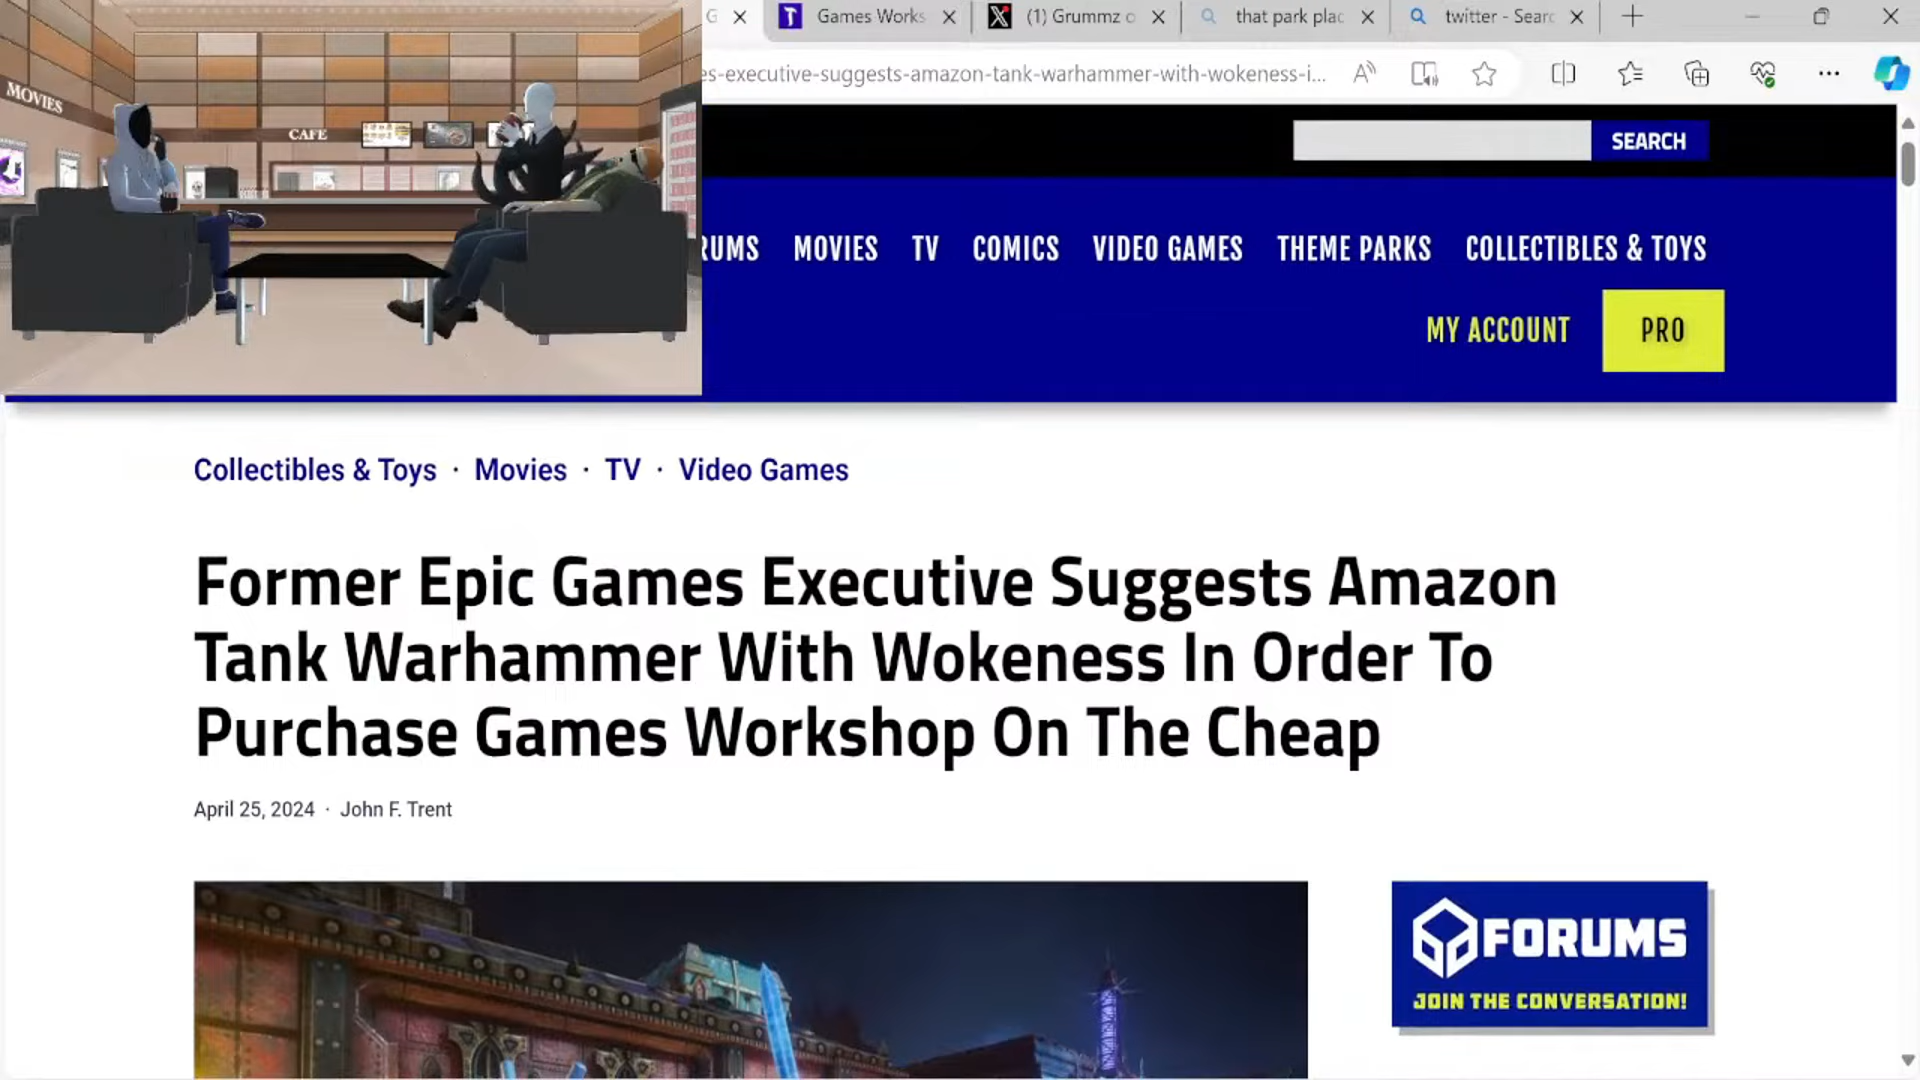 G
Games Works
(1) Grummz o
that park plac
twitter - Searc
es-executive-suggests-amazon-tank-warhammer-with-wokeness-i...
MOVIES
CAFE
SEARCH
RUMS MOVIES TV COMICS VIDEO GAMES THEME PARKS COLLECTIBLES & TOYS
MY ACCOUNT PRO
Collectibles & Toys · Movies · TV · Video Games
Former Epic Games Executive Suggests Amazon
Tank Warhammer With Wokeness In Order To
Purchase Games Workshop On The Cheap
April 25, 2024 · John F. Trent
FORUMS
JOIN THE CONVERSATION!